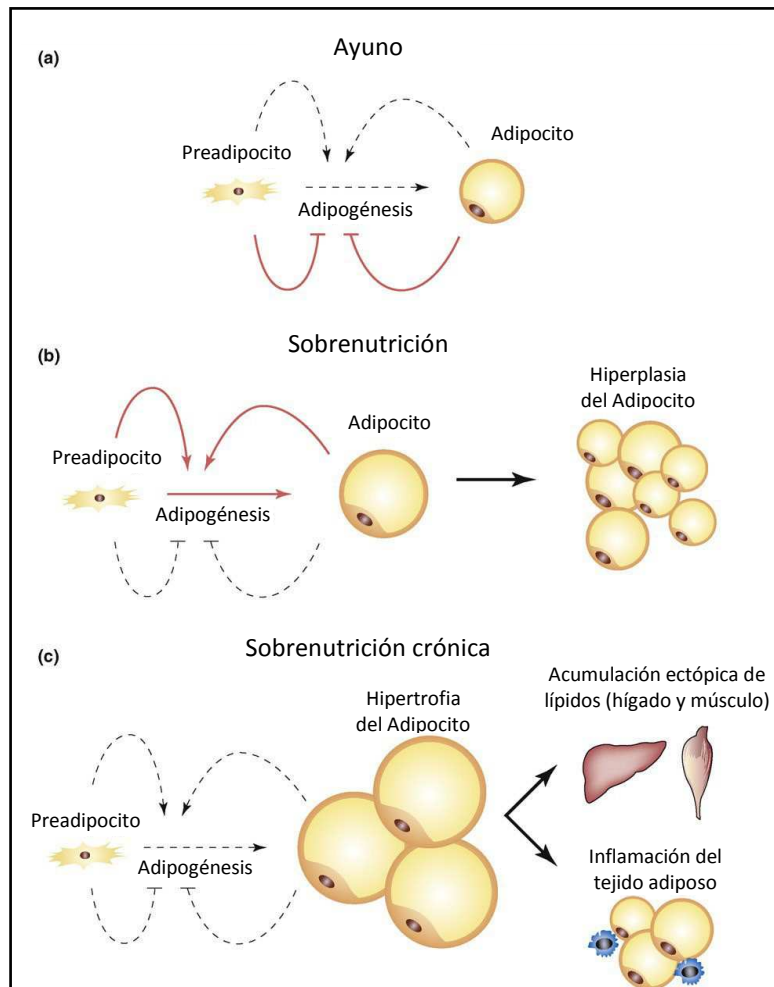 (a)
Ayuno
Preadipocito
Adipocito
Adipogénesis
(b)
Sobrenutrición
Preadipocito
Adipocito
Adipogénesis
Hiperplasia
del Adipocito
(c)
Sobrenutrición crónica
Preadipocito
Adipogénesis
Hipertrofia
del Adipocito
Acumulación ectópica de
lípidos (hígado y músculo)
Inflamación del
tejido adiposo